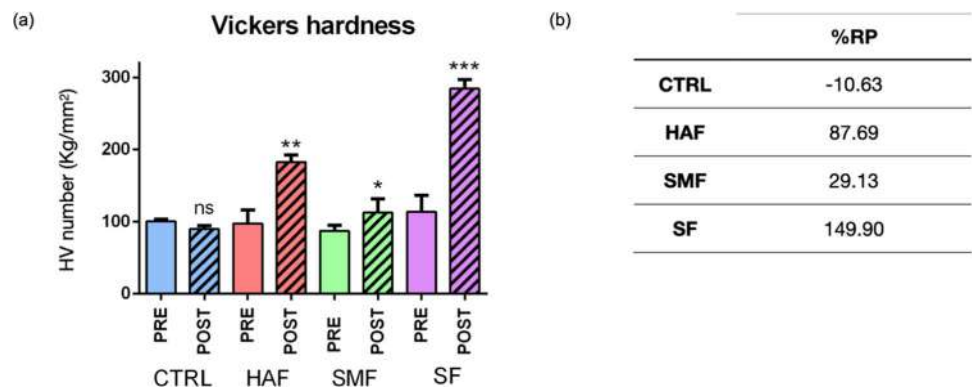 (a)
Vickers hardness
HV number (Kg/mm²)
300
200
100
0
ns
**
*
***
PRE
POST
PRE
POST
PRE
POST
PRE
POST
CTRL HAF SMF SF
(b)
%RP
CTRL -10.63
HAF 87.69
SMF 29.13
SF 149.90